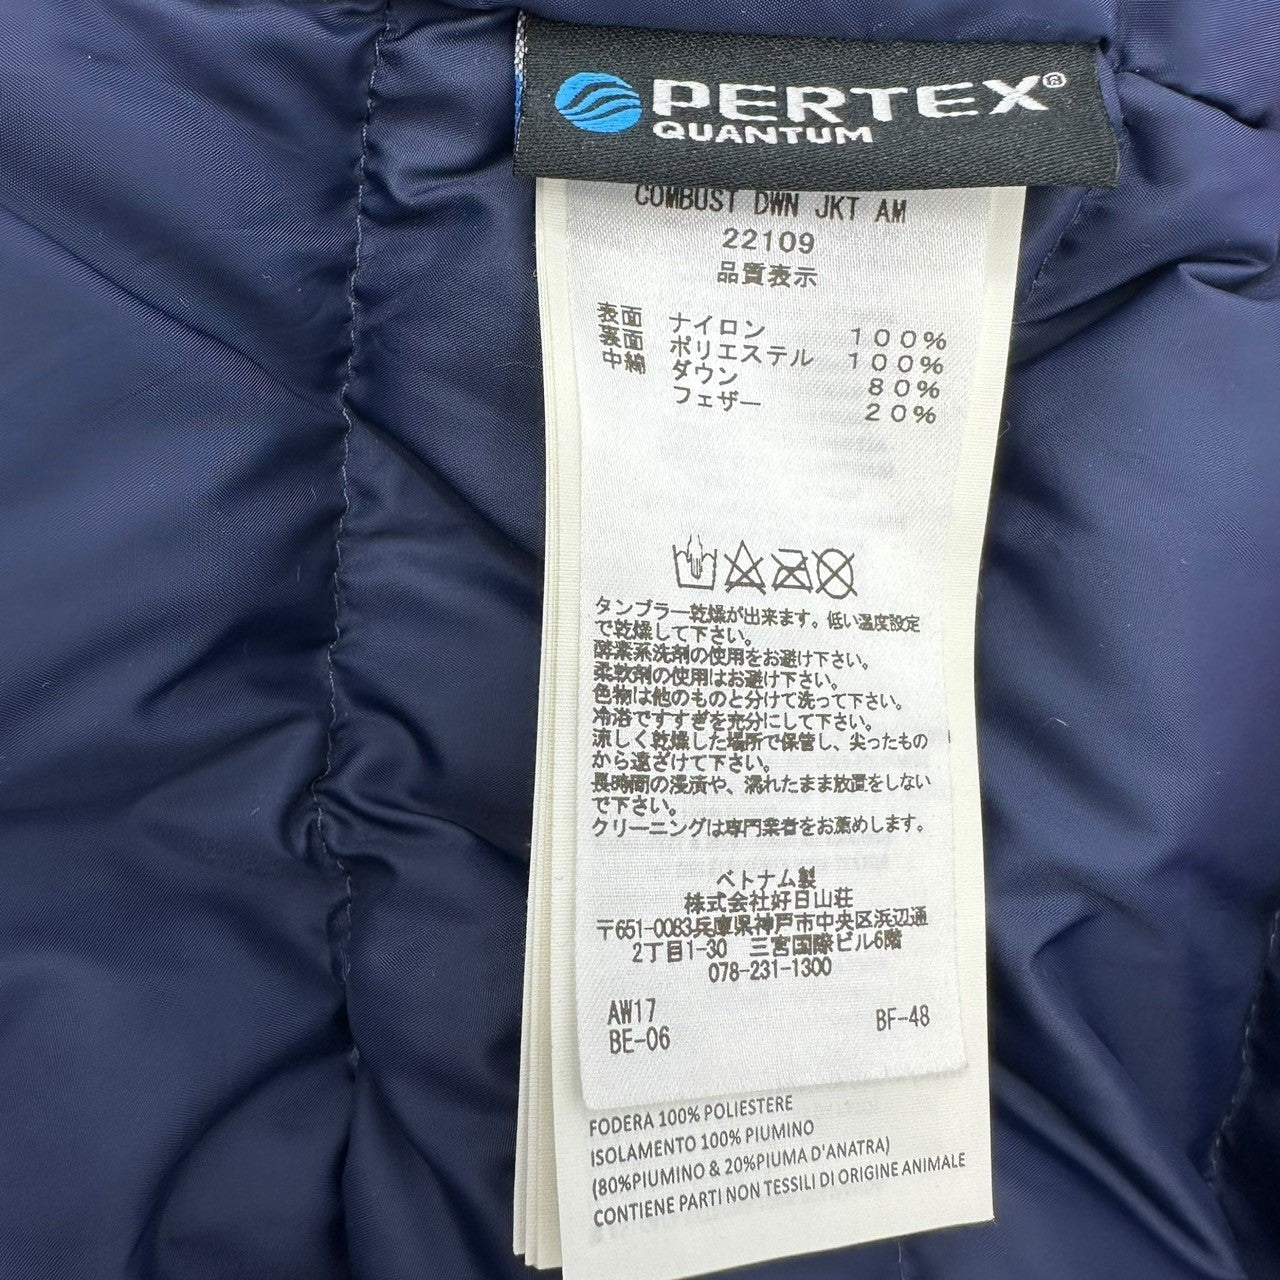 PERTEX®
QUANTUM
COMBUST DWN JKT AM
22109
品質表示
表面 ナイロン 100%
裏面 ポリエステル 100%
中綿 ダウン 80%
フェザー 20%
タンブラー乾燥が出来ます。低い温度設定
で乾燥して下さい。
酵素系洗剤の使用をお避け下さい。
柔軟剤の使用はお避け下さい。
色物は他のものと分けて洗って下さい。
冷浴ですすぎを充分にして下さい。
涼しく乾燥した場所で保管し、尖ったもの
から遠ざけて下さい。
長時間の浸漬や、濡れたまま放置をしない
で下さい。
クリーニングは専門業者をお薦めします。
ベトナム製
株式会社好日山荘
〒651-0083兵庫県神戸市中央区浜辺通
2丁目1-30 三宮国際ビル6階
078-231-1300
AW17
BE-06 BF-48
FODERA 100% POLIESTERE
ISOLAMENTO 100% PIUMINO
(80%PIUMINO & 20%PIUMA D'ANATRA)
CONTIENE PARTI NON TESSILI DI ORIGINE ANIMALE